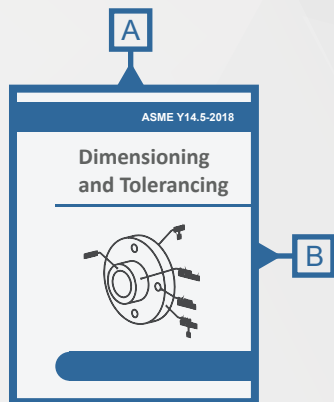 A
ASME Y14.5-2018
Dimensioning
and Tolerancing
B